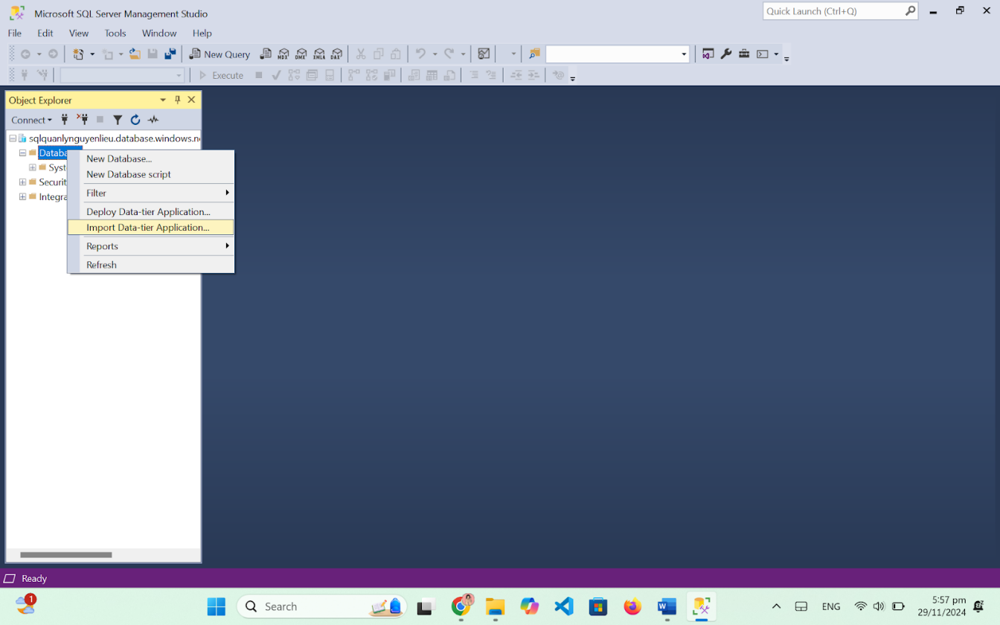 Microsoft SQL Server Management Studio
Quick Launch (Ctrl+Q)
File Edit View Tools Window Help
New Query MDX DMX XMLA DAX
Execute
Object Explorer
Connect
sqlquanlynguyenlieu.database.windows.n
Databa
Syst
Securit
Integra
New Database...
New Database script
Filter
Deploy Data-tier Application...
Import Data-tier Application...
Reports
Refresh
Ready
1
Search
ENG
5:57 pm
29/11/2024